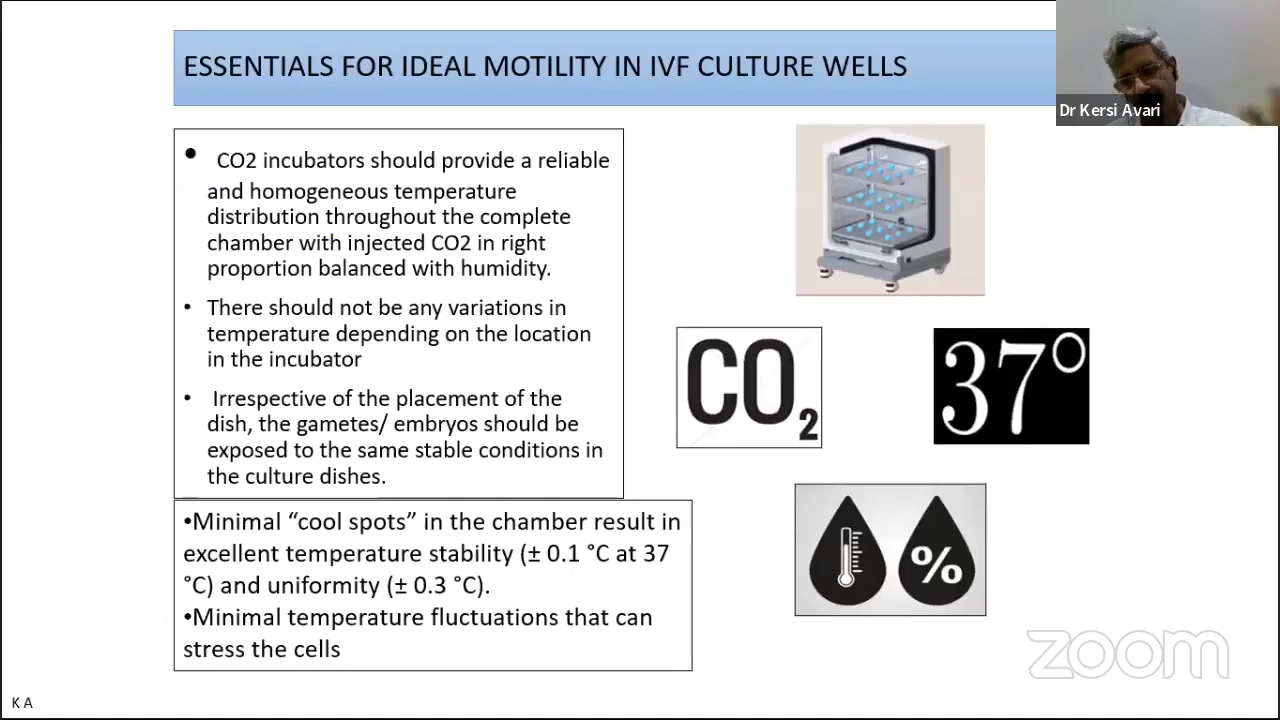 ESSENTIALS FOR IDEAL MOTILITY IN IVF CULTURE WELLS
Dr Kersi Avari
• CO2 incubators should provide a reliable
and homogeneous temperature
distribution throughout the complete
chamber with injected CO2 in right
proportion balanced with humidity.
• There should not be any variations in
temperature depending on the location
in the incubator
• Irrespective of the placement of the
dish, the gametes/ embryos should be
exposed to the same stable conditions in
the culture dishes.
•Minimal “cool spots” in the chamber result in
excellent temperature stability (± 0.1 °C at 37
°C) and uniformity (± 0.3 °C).
•Minimal temperature fluctuations that can
stress the cells
CO2
37°
%
zoom
K A